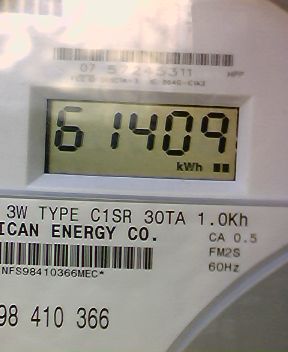 07
61409
kWh
3W TYPE C1SR 30TA 1.0Kh
ICAN ENERGY CO.
CA 0.5
FM2S
60Hz
NFS98410366MEC*
98 410 366